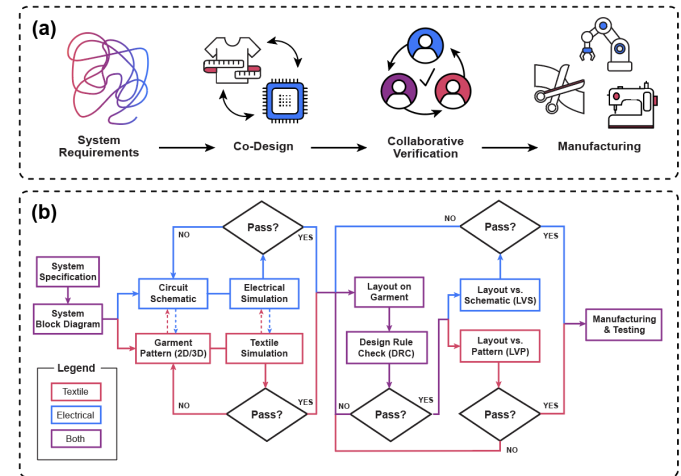 (a)
System
Requirements
Co-Design
Collaborative
Verification
Manufacturing
(b)
System
Specification
System
Block Diagram
Legend
Textile
Electrical
Both
NO
Pass?
YES
Circuit
Schematic
Electrical
Simulation
Garment
Pattern (2D/3D)
Textile
Simulation
NO
Pass?
YES
Layout on
Garment
Design Rule
Check (DRC)
NO
Pass?
YES
NO
Pass?
YES
Layout vs.
Schematic (LVS)
Layout vs.
Pattern (LVP)
Pass?
YES
NO
Manufacturing
& Testing